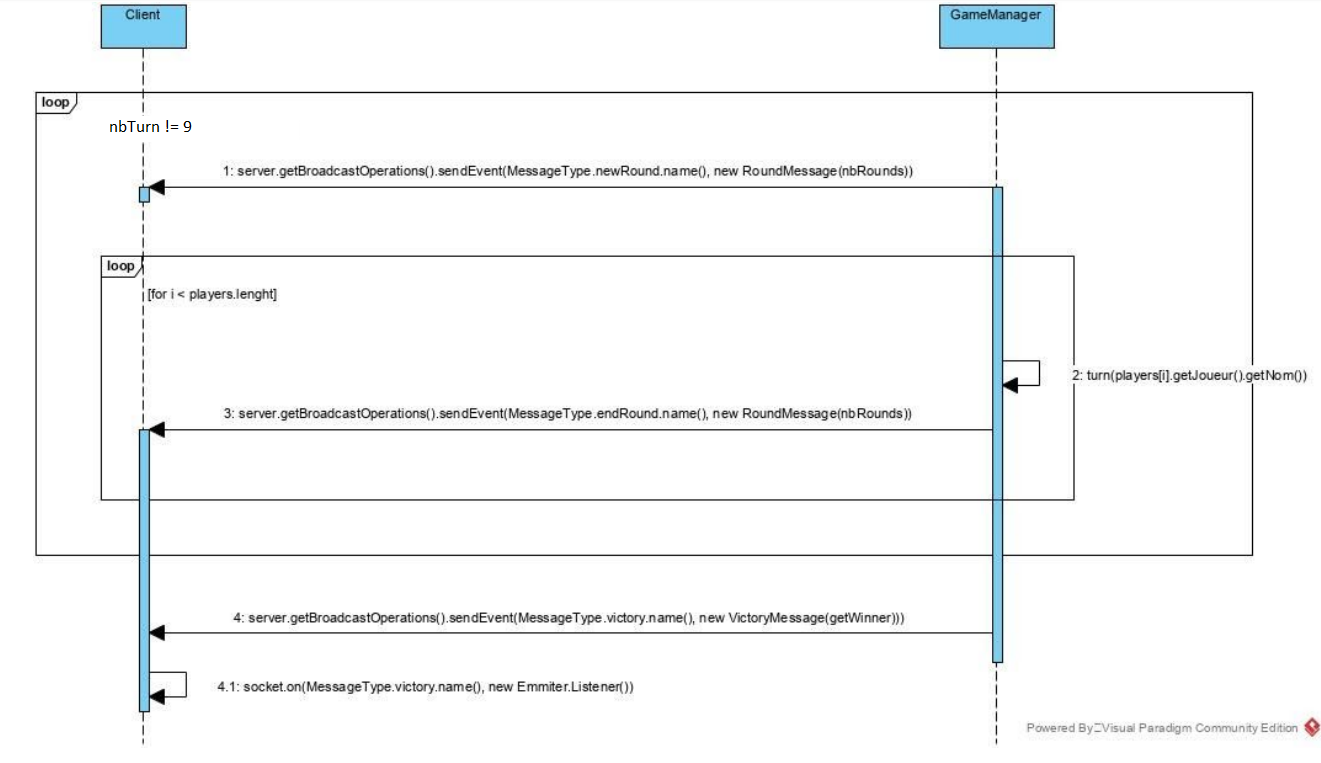 Client
GameManager
loop
nbTurn != 9
1: server.getBroadcastOperations().sendEvent(MessageType.newRound.name(), new RoundMessage(nbRounds))
loop
[for i < players.lenght]
2: turn(players[i].getJoueur().getNom())
3: server.getBroadcastOperations().sendEvent(MessageType.endRound.name(), new RoundMessage(nbRounds))
4: server.getBroadcastOperations().sendEvent(MessageType.victory.name(), new VictoryMessage(getWinner)))
4.1: socket.on(MessageType.victory.name(), new Emmiter.Listener())
Powered By Visual Paradigm Community Edition